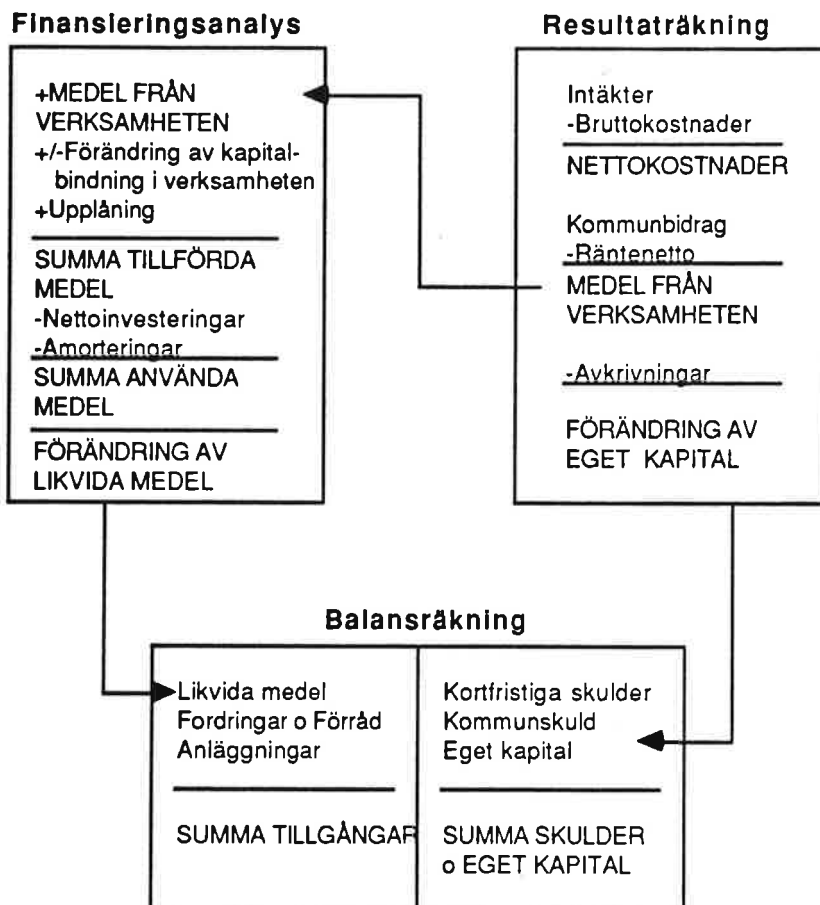 Finansieringsanalys
+MEDEL FRÅN
VERKSAMHETEN
+/-Förändring av kapital-
bindning i verksamheten
+Upplåning
SUMMA TILLFÖRDA
MEDEL
-Nettoinvesteringar
-Amorteringar
SUMMA ANVÄNDA
MEDEL
FÖRÄNDRING AV
LIKVIDA MEDEL
Resultaträkning
Intäkter
-Bruttokostnader
NETTOKOSTNADER
Kommunbidrag
-Räntenetto
MEDEL FRÅN
VERKSAMHETEN
-Avkrivningar
FÖRÄNDRING AV
EGET KAPITAL
Balansräkning
Likvida medel
Fordringar o Förråd
Anläggningar
SUMMA TILLGÅNGAR
Kortfristiga skulder
Kommunskuld
Eget kapital
SUMMA SKULDER
o EGET KAPITAL